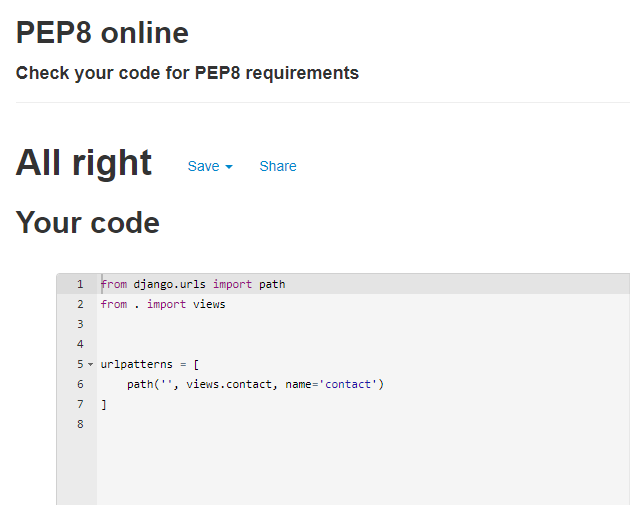 PEP8 online
Check your code for PEP8 requirements
All right Save Share
Your code
1 from django.urls import path
2 from . import views
3
4
5 urlpatterns = [
6     path('', views.contact, name='contact')
7 ]
8